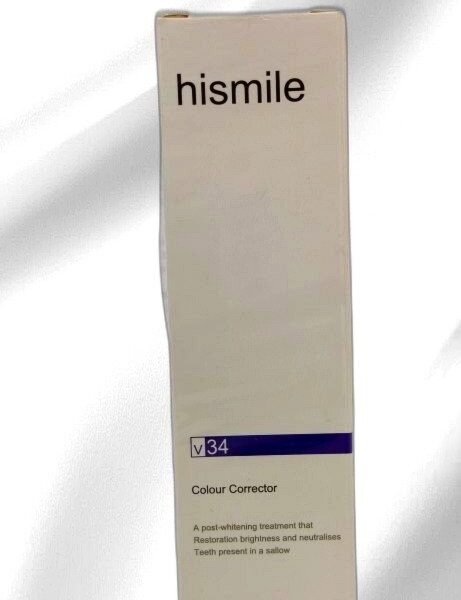 hismile
v34
Colour Corrector
A post-whitening treatment that
Restoration brightness and neutralises
Teeth present in a sallow